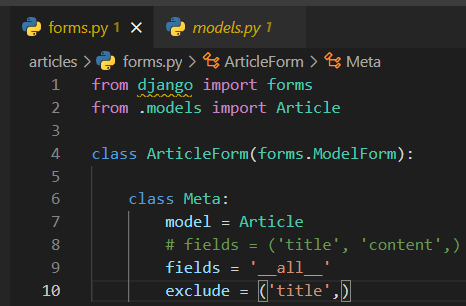 forms.py 1 models.py 1
articles > forms.py > ArticleForm > Meta
1 from django import forms
2 from .models import Article
3
4 class ArticleForm(forms.ModelForm):
5
6     class Meta:
7         model = Article
8         # fields = ('title', 'content',)
9         fields = '__all__'
10         exclude = ('title',)